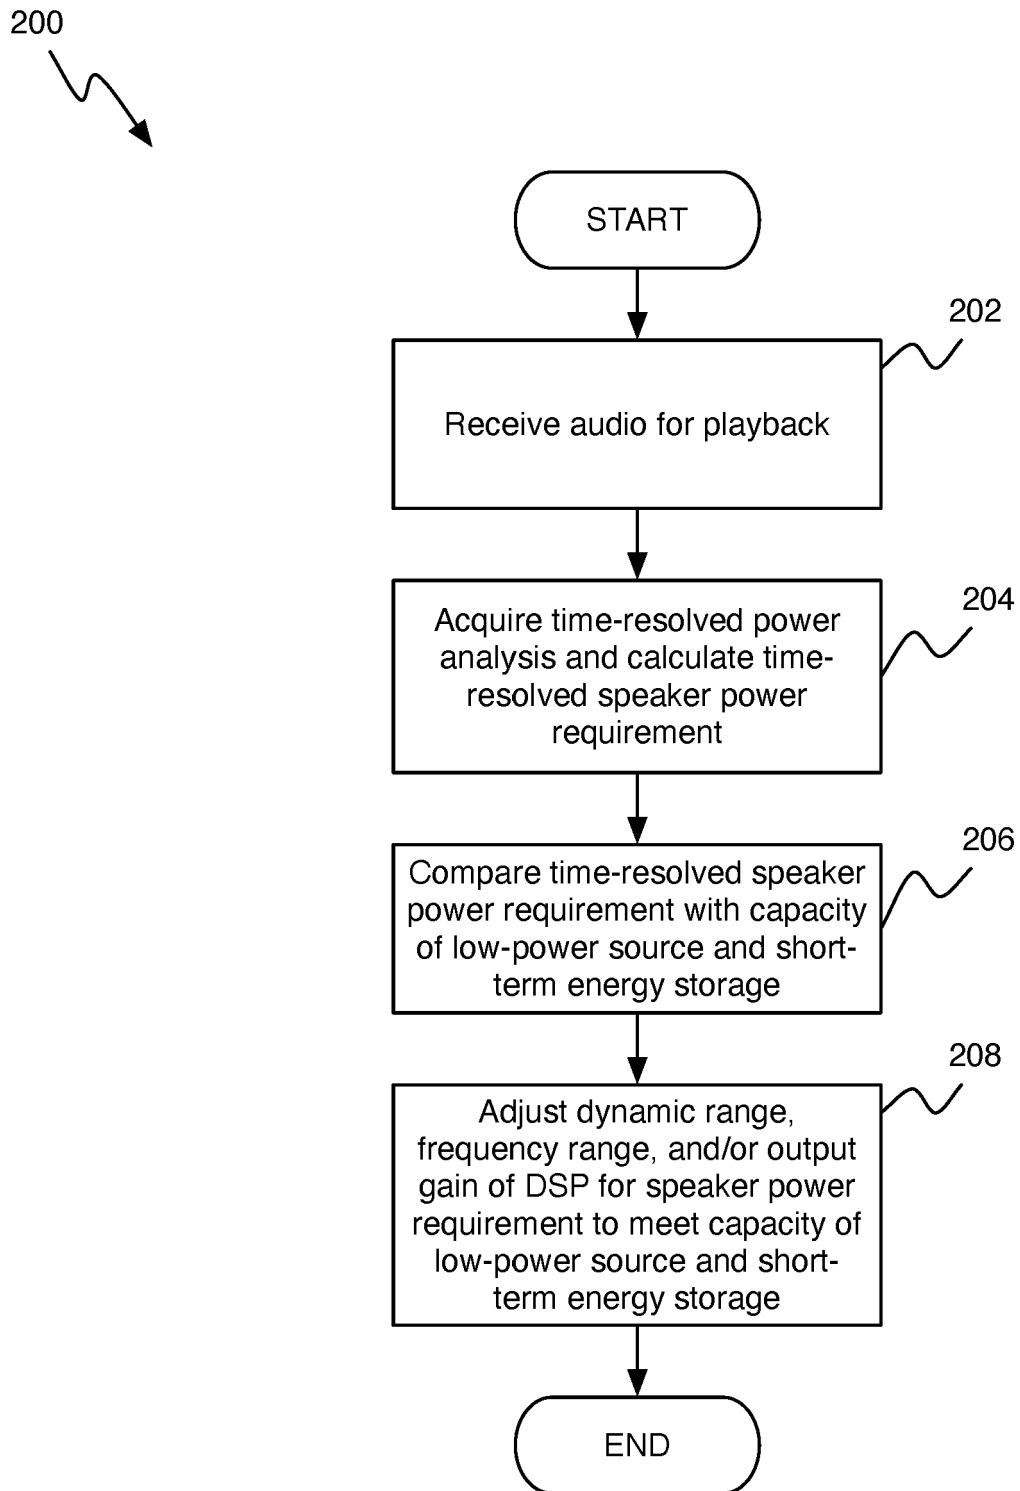 200
START
202
Receive audio for playback
204
Acquire time-resolved power
analysis and calculate time-
resolved speaker power
requirement
206
Compare time-resolved speaker
power requirement with capacity
of low-power source and short-
term energy storage
208
Adjust dynamic range,
frequency range, and/or output
gain of DSP for speaker power
requirement to meet capacity of
low-power source and short-
term energy storage
END